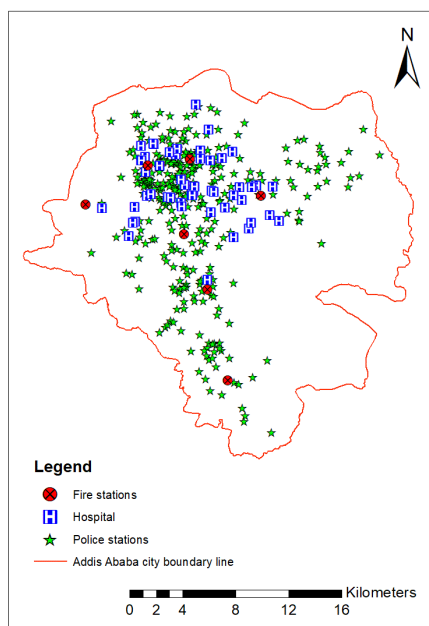 N
Legend
Fire stations
H Hospital
Police stations
Addis Ababa city boundary line
Kilometers
0 2 4 8 12 16